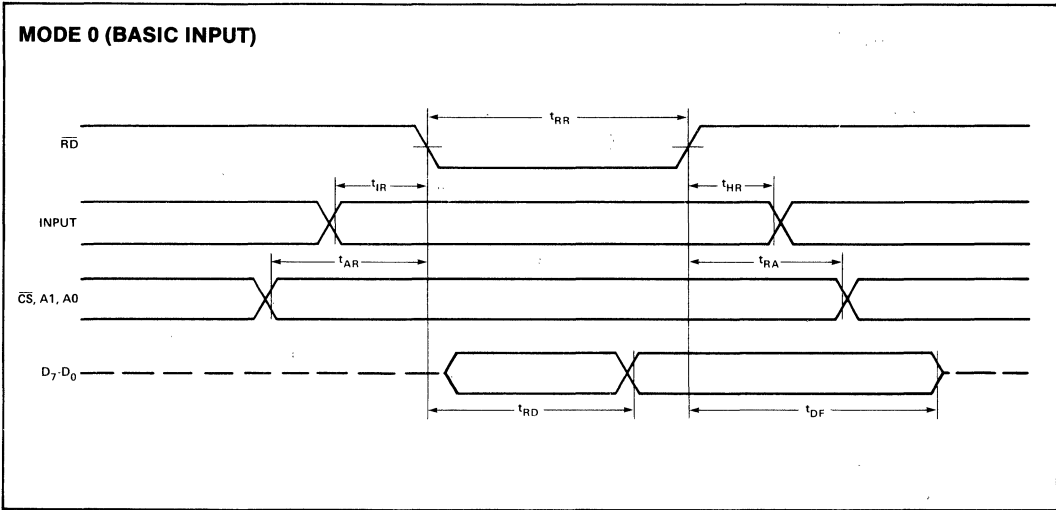 MODE 0 (BASIC INPUT)
tRR
RD
tIR
tHR
INPUT
tAR
tRA
CS, A1, A0
D7-D0
tRD
tDF